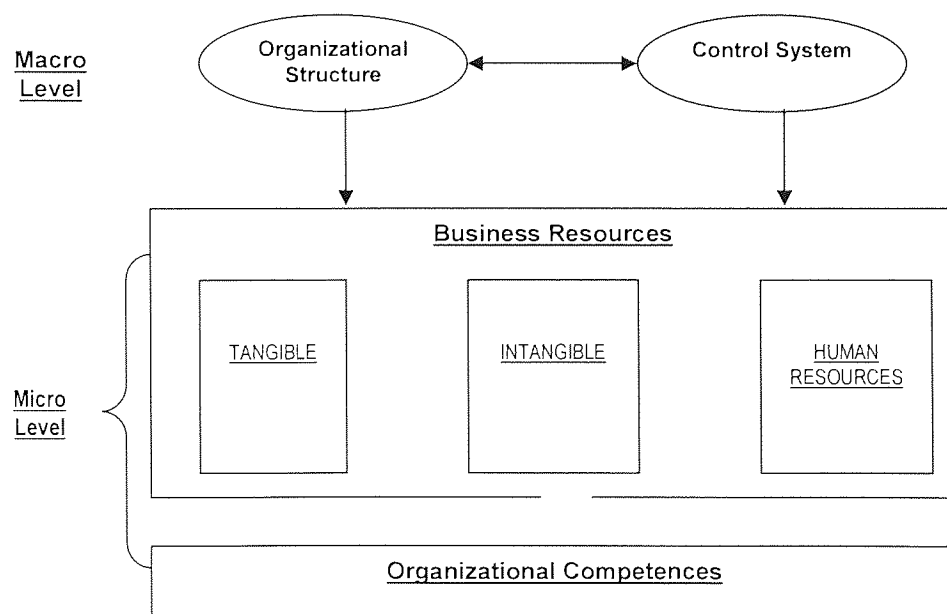 Macro
Level
Organizational
Structure
Control System
Business Resources
TANGIBLE
INTANGIBLE
HUMAN
RESOURCES
Micro
Level
Organizational Competences